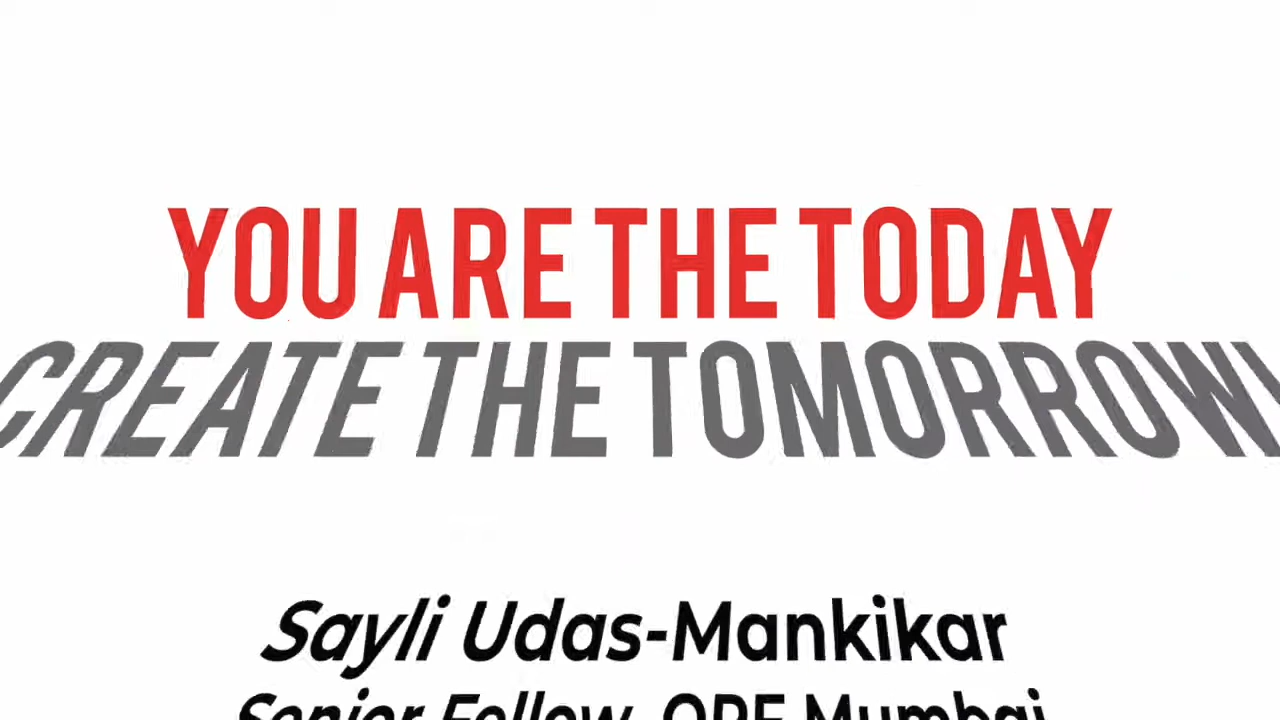 YOU ARE THE TODAY
CREATE THE TOMORROW!
Sayli Udas-Mankikar
Senior Fellow, ORF Mumbai